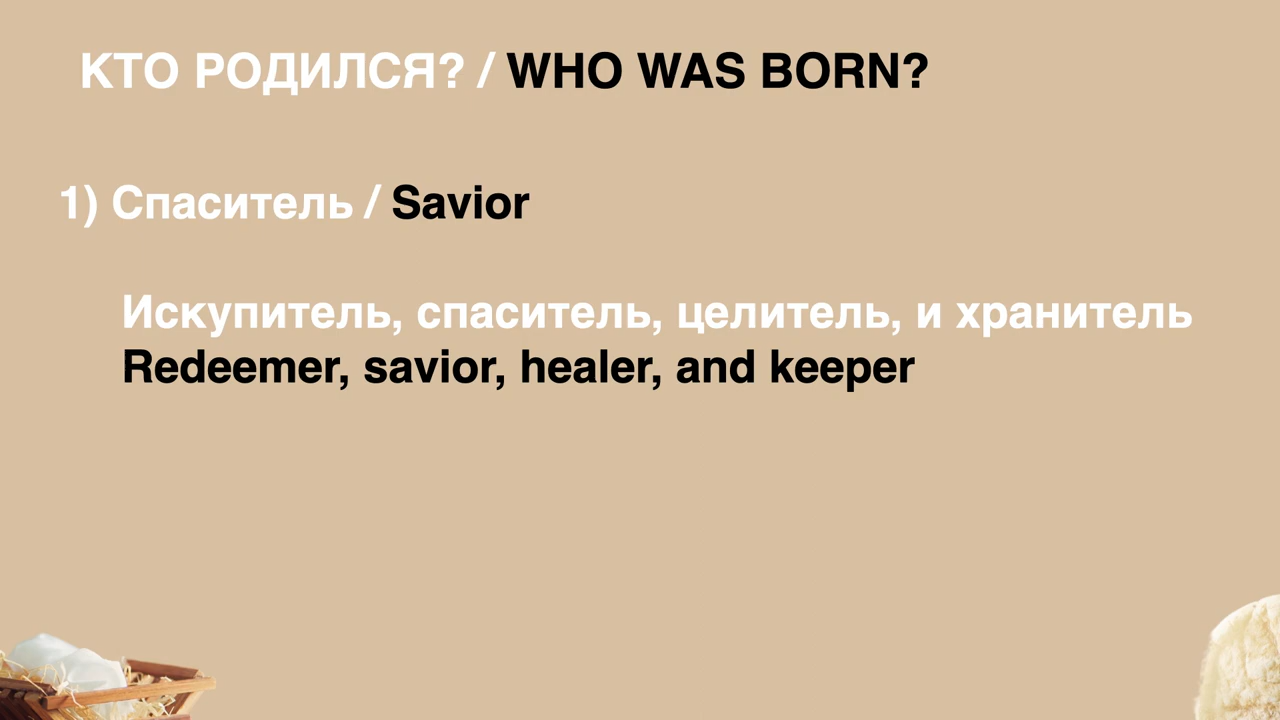 КТО РОДИЛСЯ? / WHO WAS BORN?
1) Спаситель / Savior
Искупитель, спаситель, целитель, и хранитель
Redeemer, savior, healer, and keeper